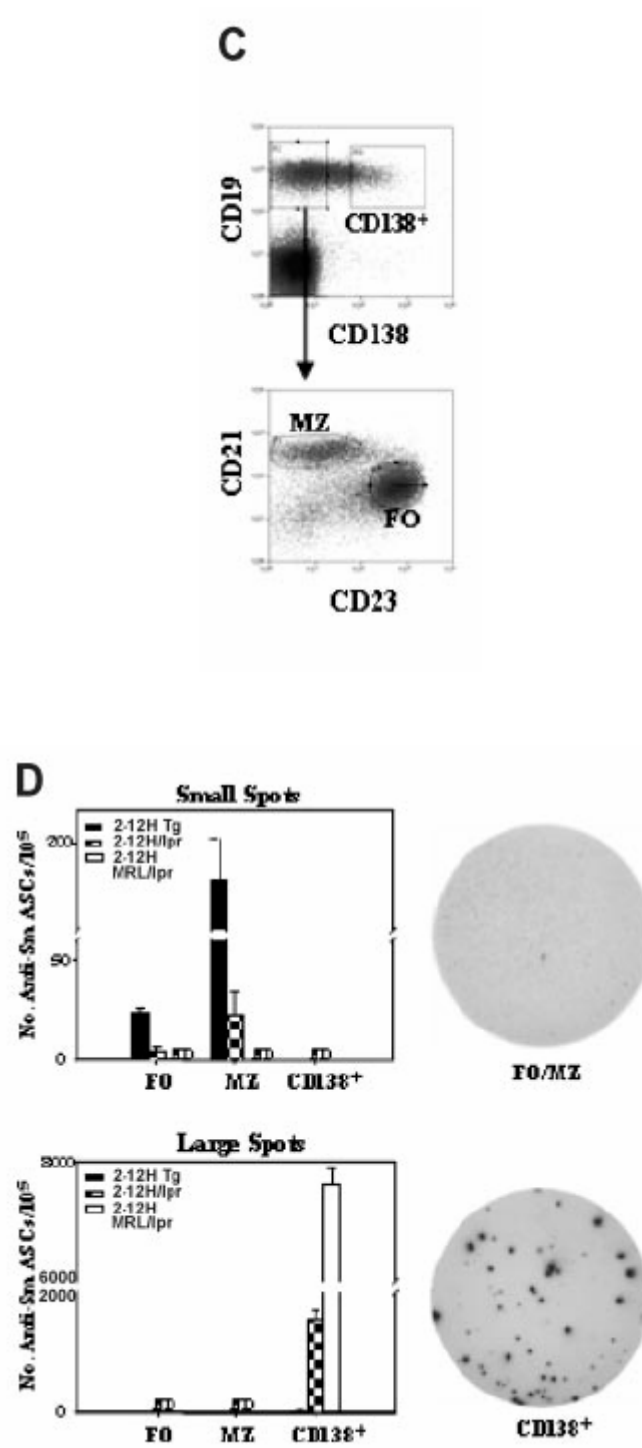 C
CD19
CD138+
CD138
MZ
CD21
FO
CD23
D
Small Spots
2-12H Tg
2-12H/lpr
2-12H
MRL/lpr
No. Anti-Sm ASCs/10⁵
200
50
0
FO MZ CD138+
FO/MZ
Large Spots
2-12H Tg
2-12H/lpr
2-12H
MRL/lpr
No. Anti-Sm ASCs/10⁵
6000
2000
0
FO MZ CD138+
CD138+